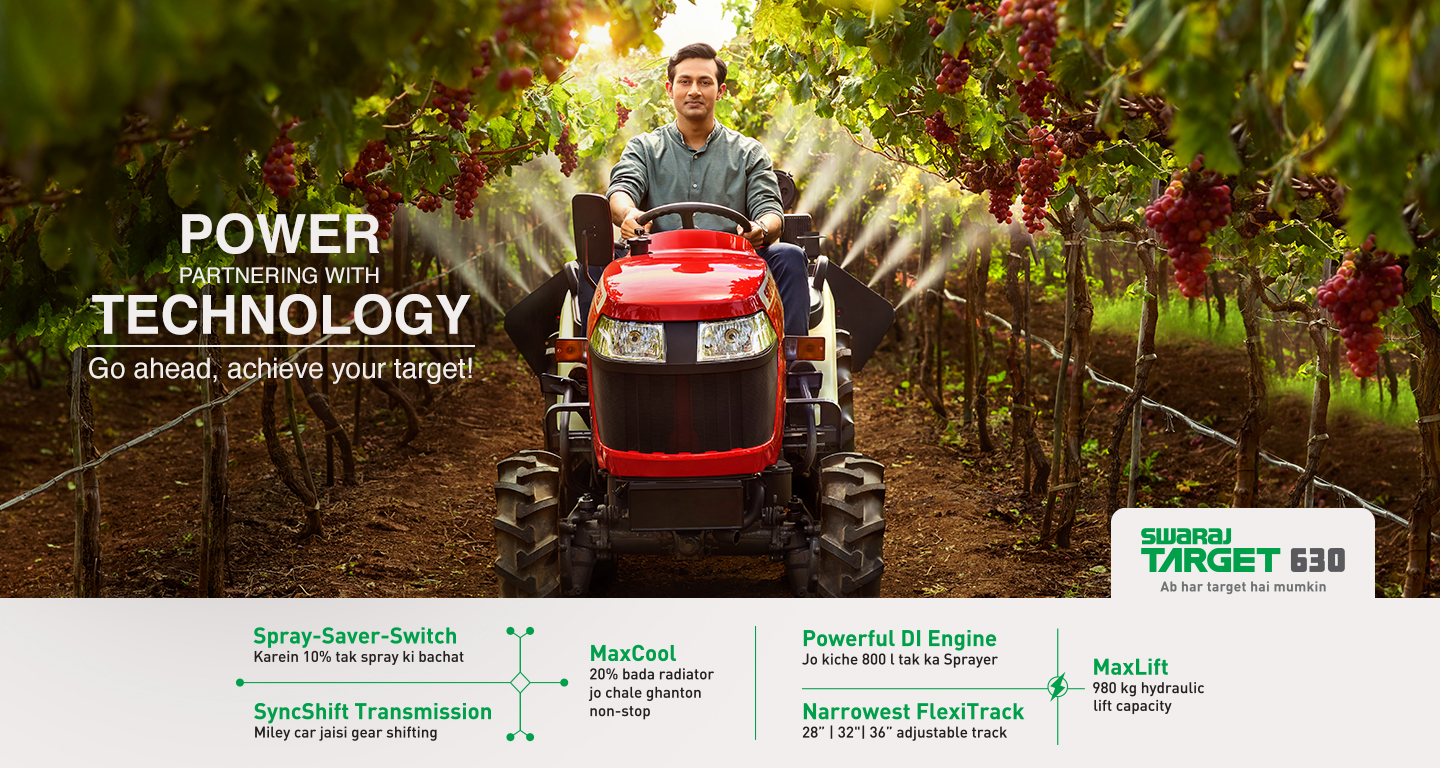 POWER
PARTNERING WITH
TECHNOLOGY
Go ahead, achieve your target!
SWARAJ
TARGET 630
Ab har target hai mumkin
Spray-Saver-Switch
Karein 10% tak spray ki bachat
SyncShift Transmission
Miley car jaisi gear shifting
MaxCool
20% bada radiator
jo chale ghanton
non-stop
Powerful DI Engine
Jo kiche 800 l tak ka Sprayer
Narrowest FlexiTrack
28” | 32"| 36” adjustable track
MaxLift
980 kg hydraulic
lift capacity